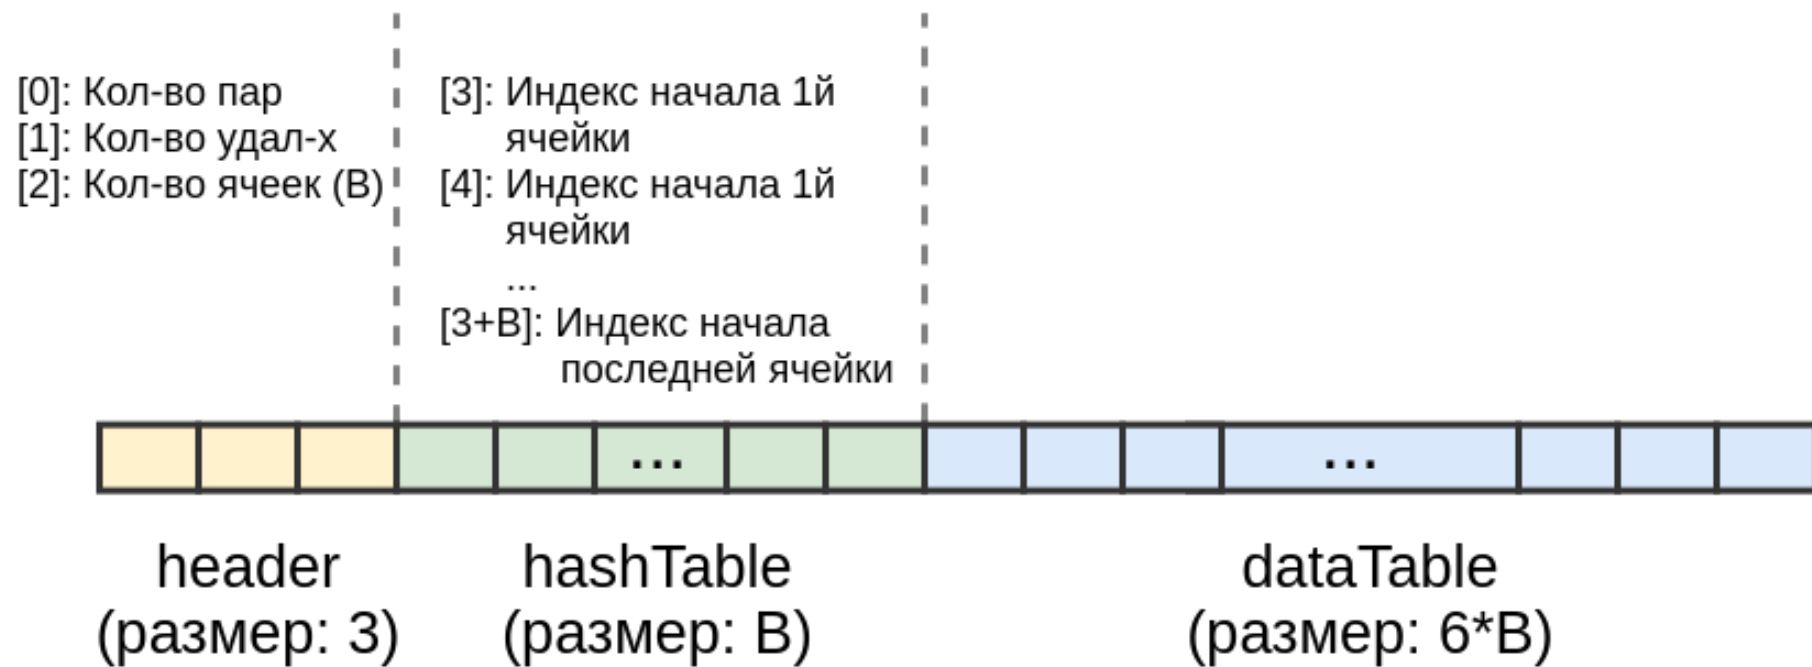 [0]: Кол-во пар
[1]: Кол-во удал-х
[2]: Кол-во ячеек (B)
[3]: Индекс начала 1й
ячейки
[4]: Индекс начала 1й
ячейки
...
[3+B]: Индекс начала
последней ячейки
...
...
header
(размер: 3)
hashTable
(размер: B)
dataTable
(размер: 6*B)